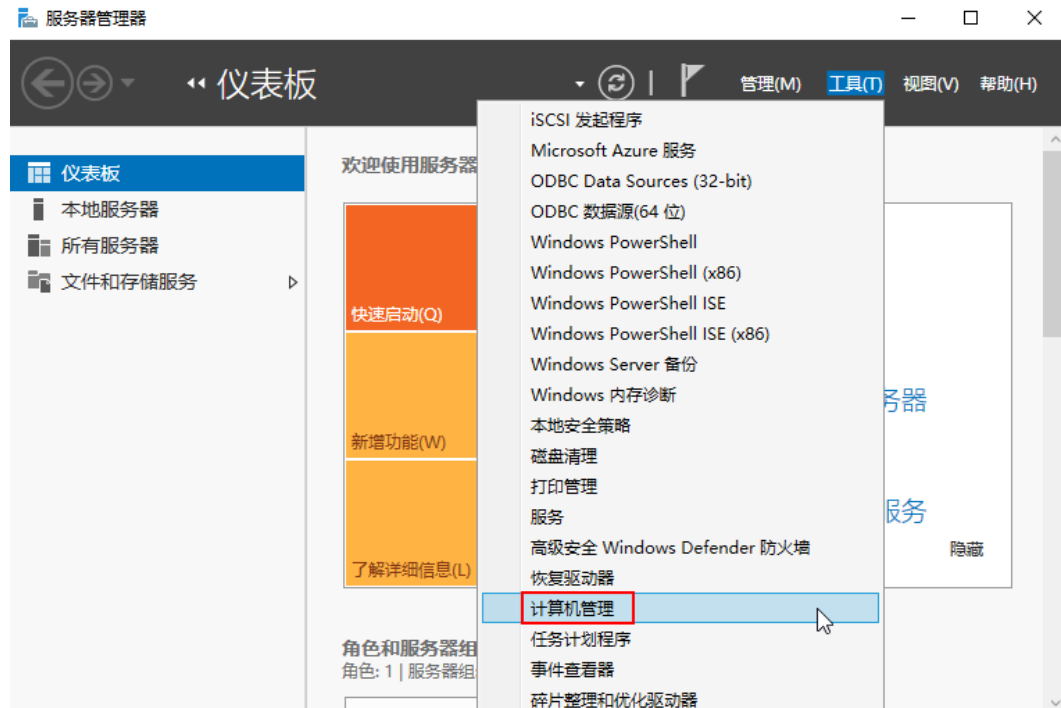 服务器管理器
仪表板
管理(M) 工具(T) 视图(V) 帮助(H)
仪表板
本地服务器
所有服务器
文件和存储服务
欢迎使用服务器
快速启动(Q)
新增功能(W)
了解详细信息(L)
务器
服务
隐藏
角色和服务器组
角色: 1 | 服务器组
iSCSI 发起程序
Microsoft Azure 服务
ODBC Data Sources (32-bit)
ODBC 数据源(64 位)
Windows PowerShell
Windows PowerShell (x86)
Windows PowerShell ISE
Windows PowerShell ISE (x86)
Windows Server 备份
Windows 内存诊断
本地安全策略
磁盘清理
打印管理
服务
高级安全 Windows Defender 防火墙
恢复驱动器
计算机管理
任务计划程序
事件查看器
碎片整理和优化驱动器